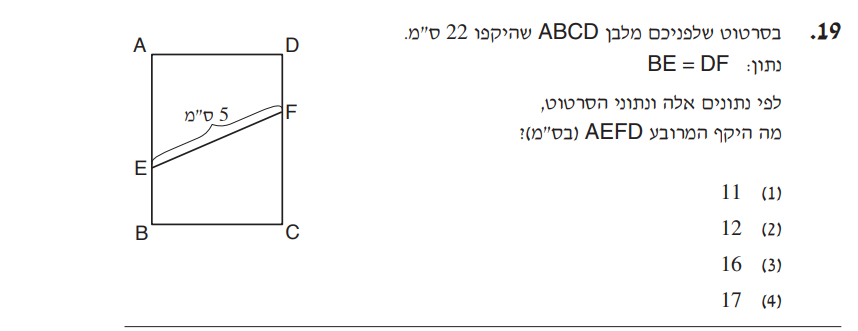 .19 בסרטוט שלפניכם מלבן ABCD שהיקפו 22 ס"מ.
נתון: BE = DF
לפי נתונים אלה ונתוני הסרטוט,
מה היקף המרובע AEFD (בס"מ)?
(1) 11
(2) 12
(3) 16
(4) 17
A D
5 ס"מ F
E
B C